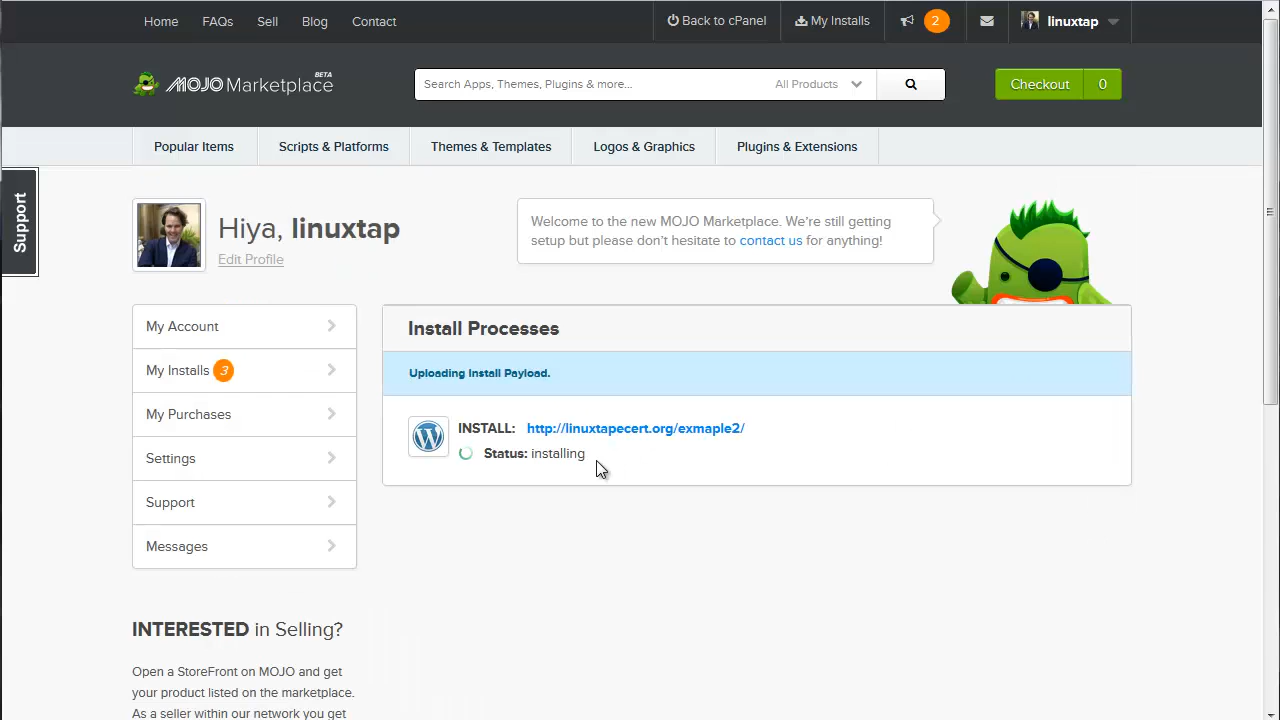 Home FAQs Sell Blog Contact Back to cPanel My Installs 2 linuxtap
MOJO Marketplace BETA
Search Apps, Themes, Plugins & more... All Products
Checkout 0
Popular Items Scripts & Platforms Themes & Templates Logos & Graphics Plugins & Extensions
Support
Hiya, linuxtap
Edit Profile
Welcome to the new MOJO Marketplace. We're still getting
setup but please don't hesitate to contact us for anything!
My Account
My Installs 3
My Purchases
Settings
Support
Messages
Install Processes
Uploading Install Payload.
INSTALL: http://linuxtapecert.org/exmaple2/
Status: installing
INTERESTED in Selling?
Open a StoreFront on MOJO and get
your product listed on the marketplace.
As a seller within our network you get